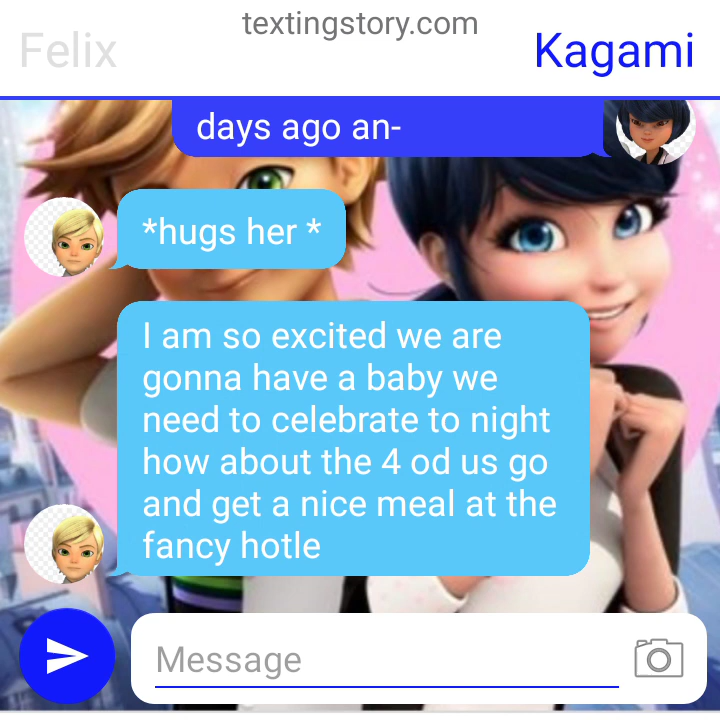 textingstory.com
Felix
Kagami
days ago an-
*hugs her *
I am so excited we are
gonna have a baby we
need to celebrate to night
how about the 4 od us go
and get a nice meal at the
fancy hotle
Message